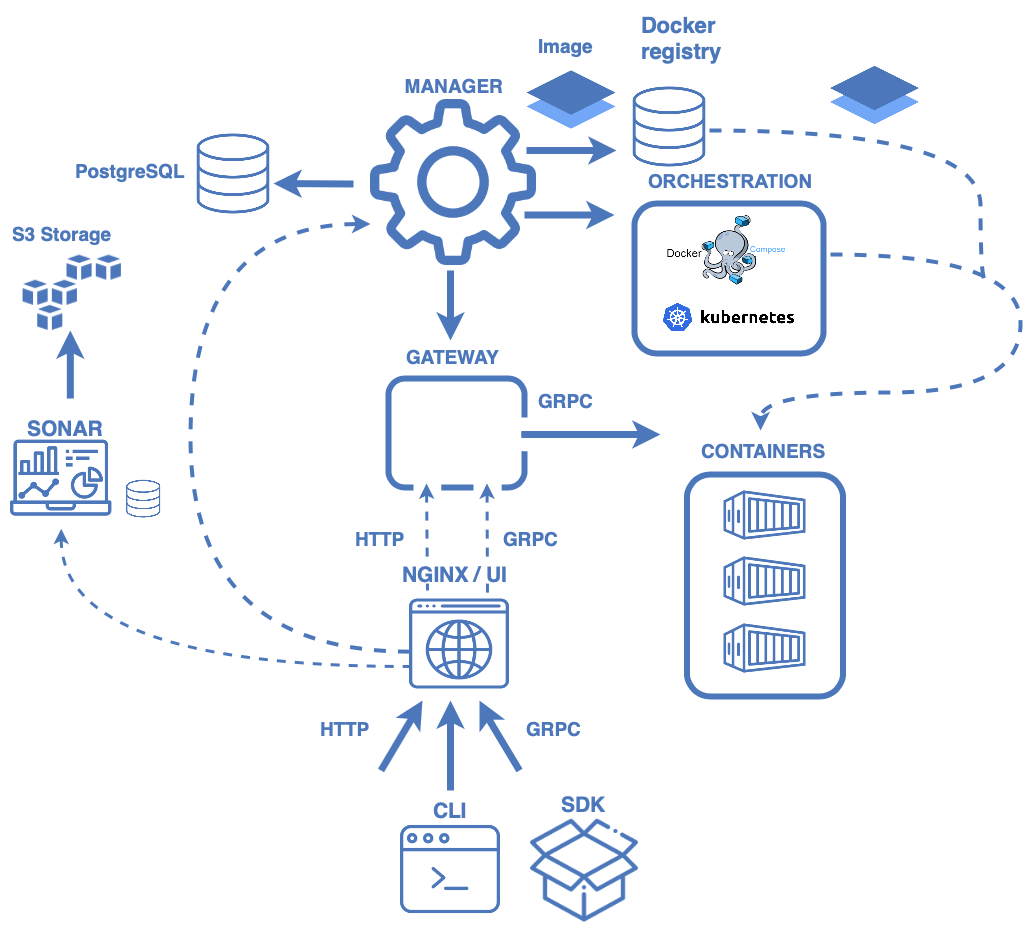 Docker
registry
Image
MANAGER
PostgreSQL
ORCHESTRATION
S3 Storage
Docker
Compose
kubernetes
GATEWAY
GRPC
SONAR
CONTAINERS
HTTP
GRPC
NGINX / UI
HTTP
GRPC
CLI
SDK